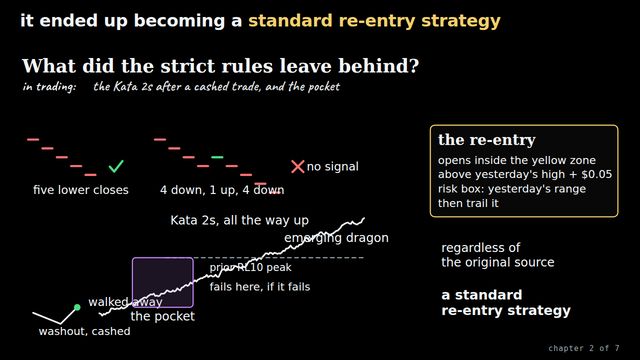 it ended up becoming a standard re-entry strategy
What did the strict rules leave behind?
in trading: the Kata 2s after a cashed trade, and the pocket
five lower closes
4 down, 1 up, 4 down
no signal
Kata 2s, all the way up
emerging dragon
prior RL10 peak
fails here, if it fails
walked away
the pocket
washout, cashed
the re-entry
opens inside the yellow zone
above yesterday's high + $0.05
risk box: yesterday's range
then trail it
regardless of
the original source
a standard
re-entry strategy
chapter 2 of 7